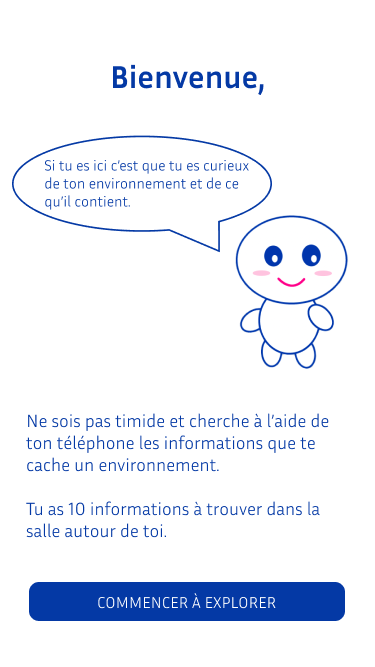 Bienvenue,
Si tu es ici c'est que tu es curieux
de ton environnement et de ce
qu'il contient.
Ne sois pas timide et cherche à l'aide de
ton téléphone les informations que te
cache un environnement.
Tu as 10 informations à trouver dans la
salle autour de toi.
COMMENCER À EXPLORER